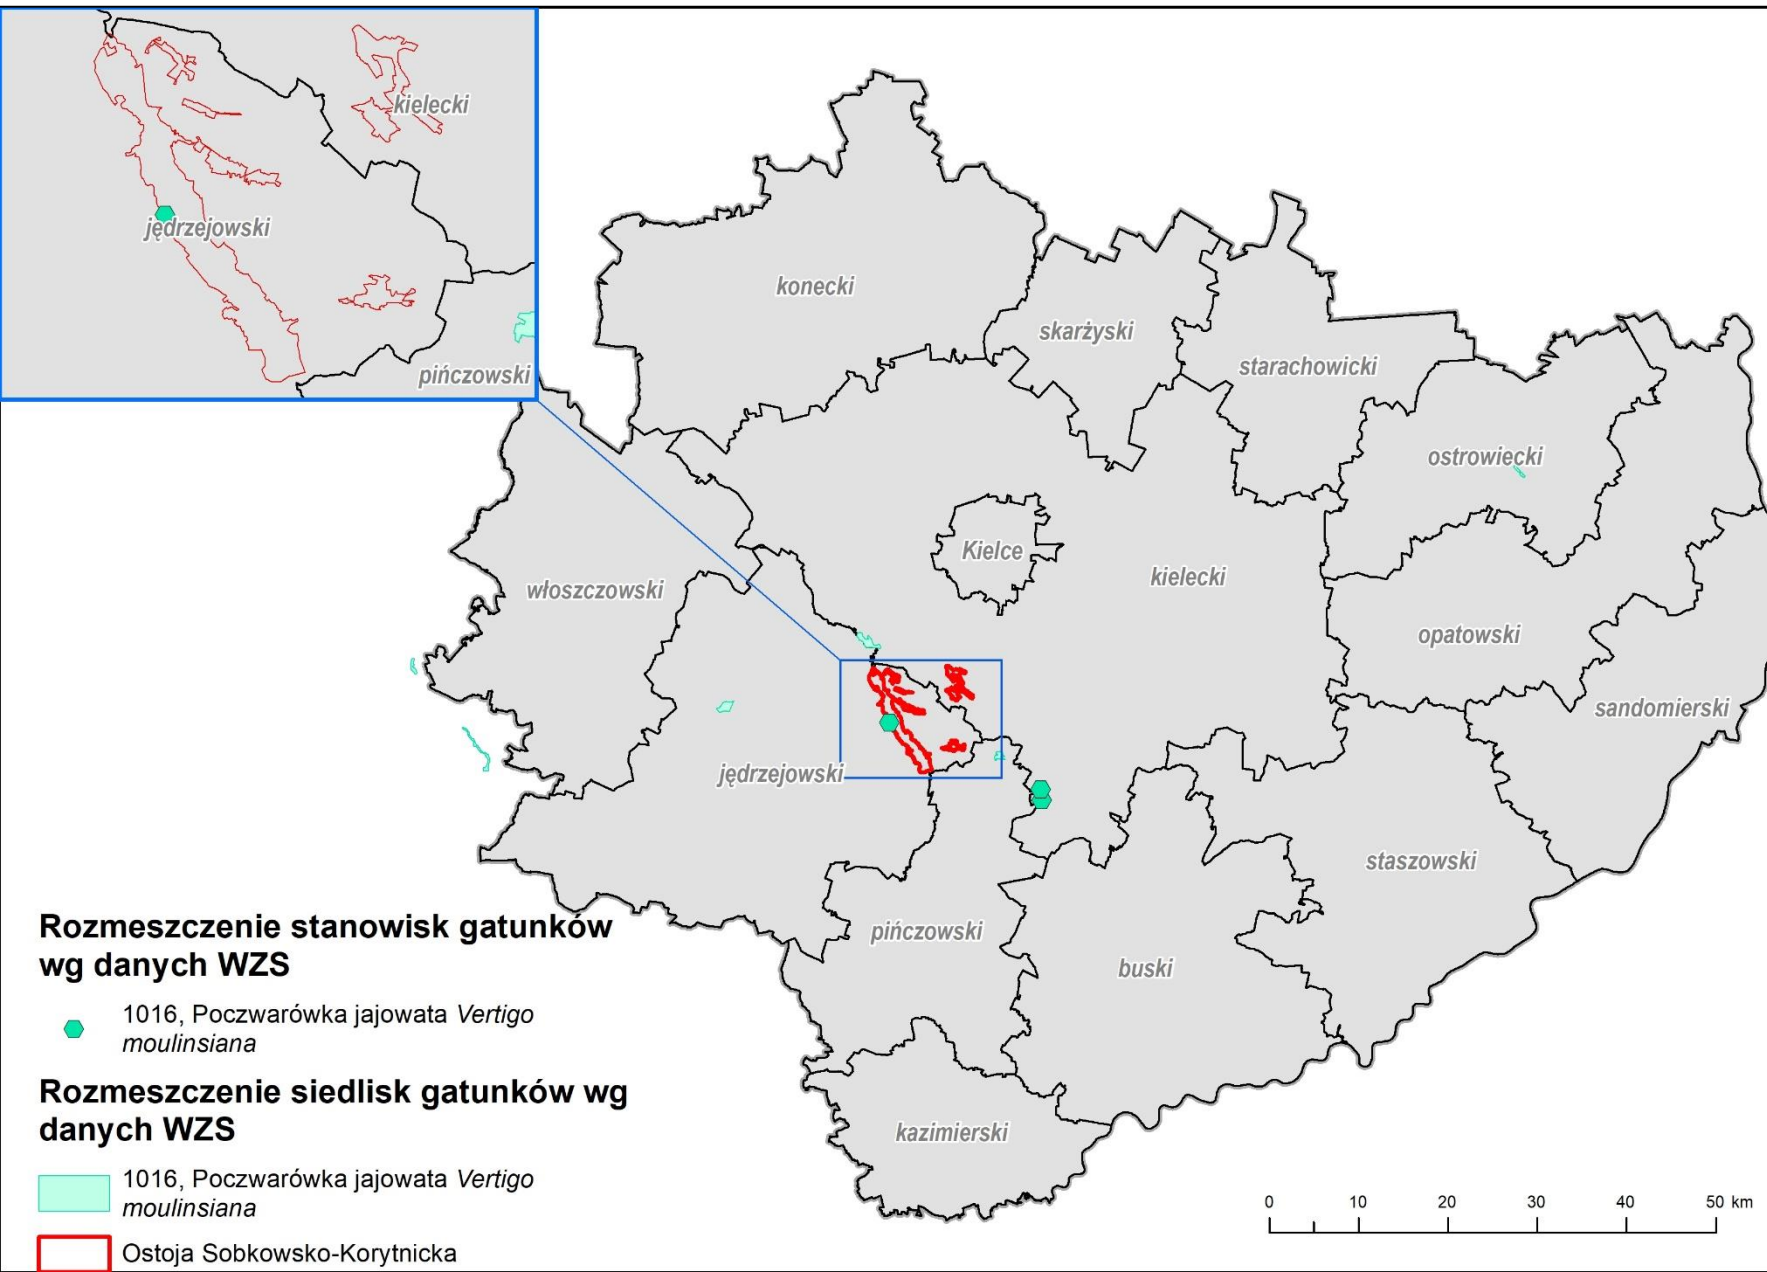 kielecki
jędrzejowski
pińczowski
konecki
skarżyski
starachowicki
ostrowiecki
Kielce
kielecki
włoszczowski
opatowski
sandomierski
jędrzejowski
staszowski
pińczowski
buski
kazimierski
Rozmeszczenie stanowisk gatunków
wg danych WZS
1016, Poczwarówka jajowata Vertigo
moulinsiana
Rozmeszczenie siedlisk gatunków wg
danych WZS
1016, Poczwarówka jajowata Vertigo
moulinsiana
Ostoja Sobkowsko-Korytnicka
0 10 20 30 40 50 km